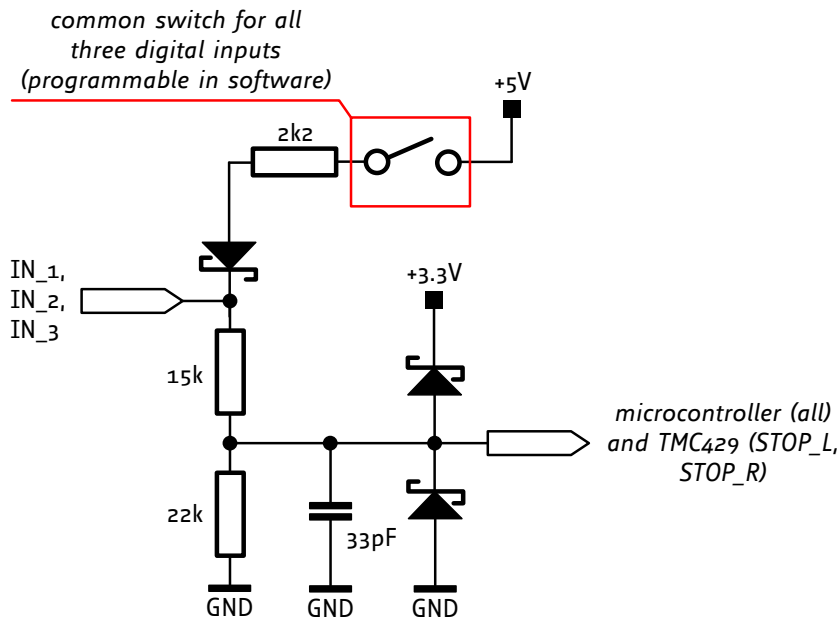 common switch for all
three digital inputs
(programmable in software)
+5V
2k2
IN_1,
IN_2,
IN_3
+3.3V
15k
microcontroller (all)
and TMC429 (STOP_L,
STOP_R)
22k
33pF
GND
GND
GND